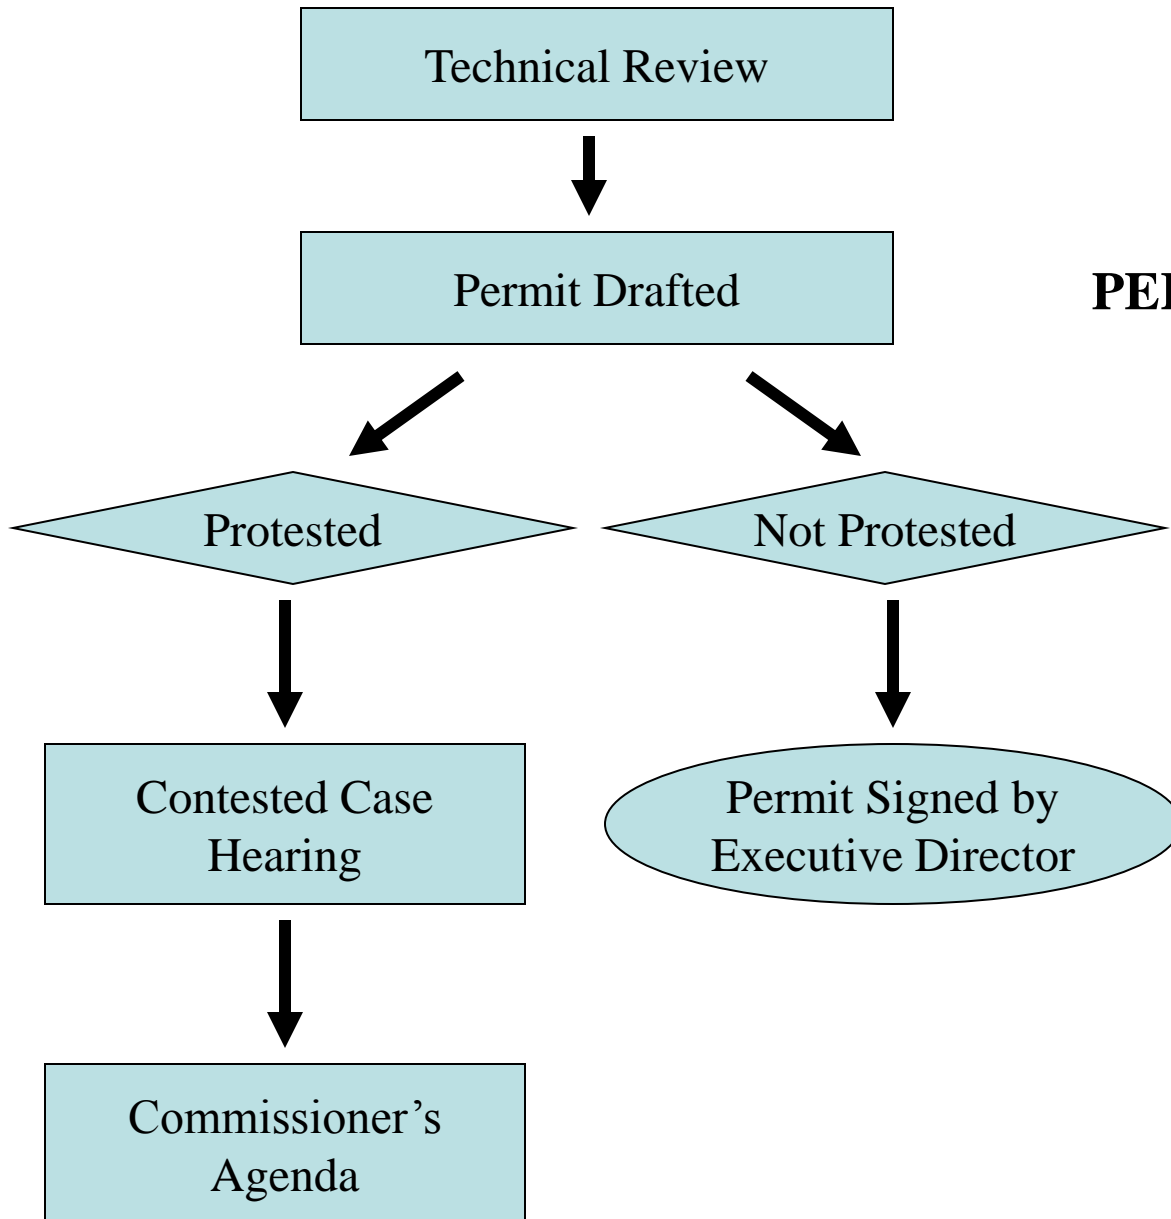 Technical Review
Permit Drafted
Protested
Not Protested
Contested Case
Hearing
Permit Signed by
Executive Director
Commissioner’s
Agenda